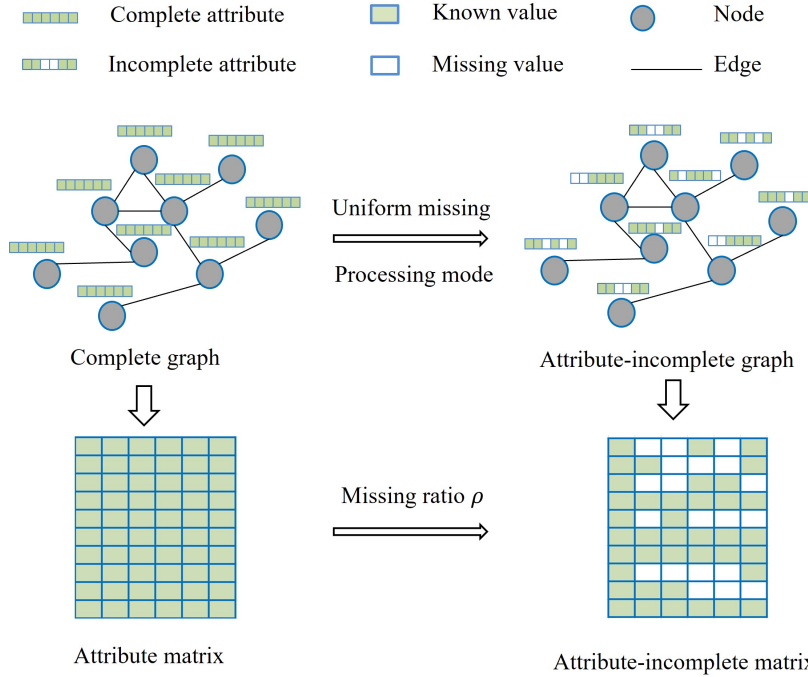 Complete attribute
Known value
Node
Incomplete attribute
Missing value
Edge
Uniform missing
Processing mode
Complete graph
Attribute-incomplete graph
Missing ratio ρ
Attribute matrix
Attribute-incomplete matrix